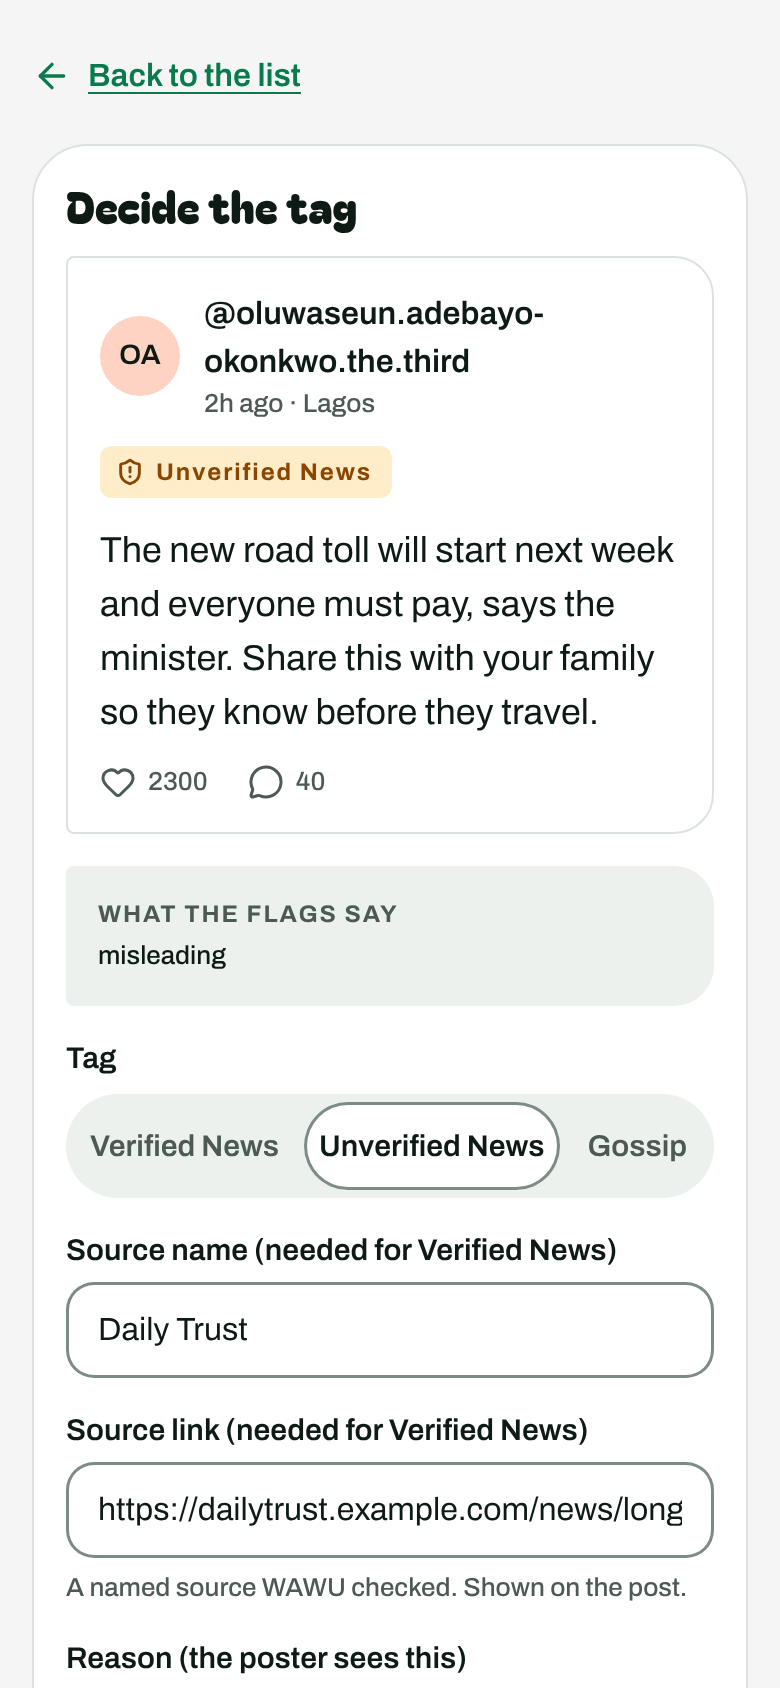 Back to the list
Decide the tag
OA
@oluwaseun.adebayo-
okonkwo.the.third
2h ago · Lagos
Unverified News
The new road toll will start next week
and everyone must pay, says the
minister. Share this with your family
so they know before they travel.
2300 40
WHAT THE FLAGS SAY
misleading
Tag
Verified News Unverified News Gossip
Source name (needed for Verified News)
Daily Trust
Source link (needed for Verified News)
https://dailytrust.example.com/news/long
A named source WAWU checked. Shown on the post.
Reason (the poster sees this)